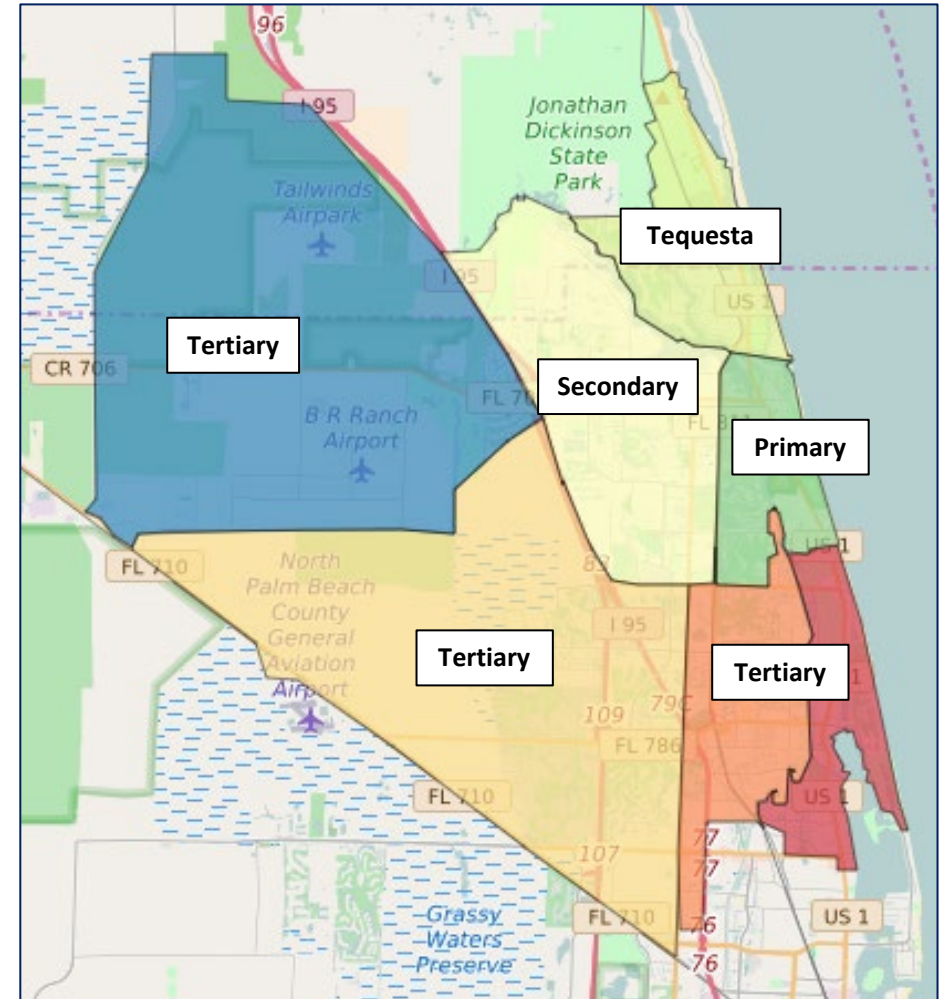 96
I 95
Jonathan
Dickinson
State
Park
Tailwinds
Airpark
Tequesta
I 95
US 1
Tertiary
CR 706
Secondary
FL 70
FL 8
B R Ranch
Airport
Primary
US 1
FL 710
83
North
Palm Beach
County
General
Aviation
Airport
I 95
Tertiary
Tertiary
1
109
79C
FL 786
FL 710
US 1
77
107
77
Grassy
Waters
Preserve
FL 710
76
US 1
76